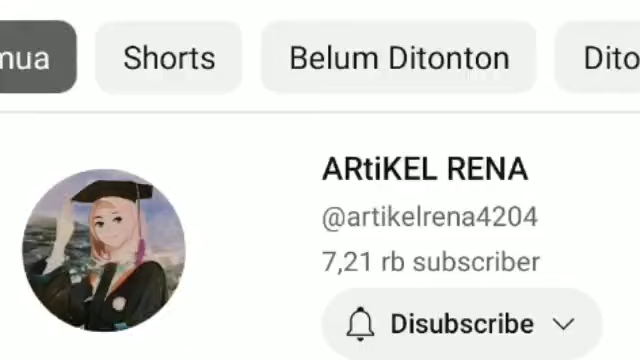 mua Shorts Belum Ditonton Dito
ARtiKEL RENA
@artikelrena4204
7,21 rb subscriber
Disubscribe